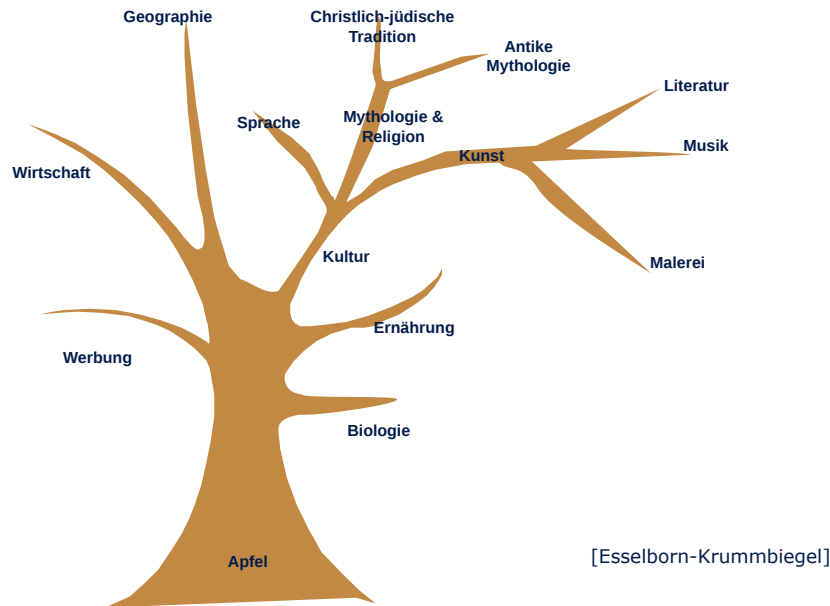 Geographie
Christlich-jüdische
Tradition
Antike
Mythologie
Literatur
Sprache
Mythologie &
Religion
Kunst
Musik
Wirtschaft
Kultur
Malerei
Ernährung
Werbung
Biologie
Apfel
[Esselborn-Krummbiegel]